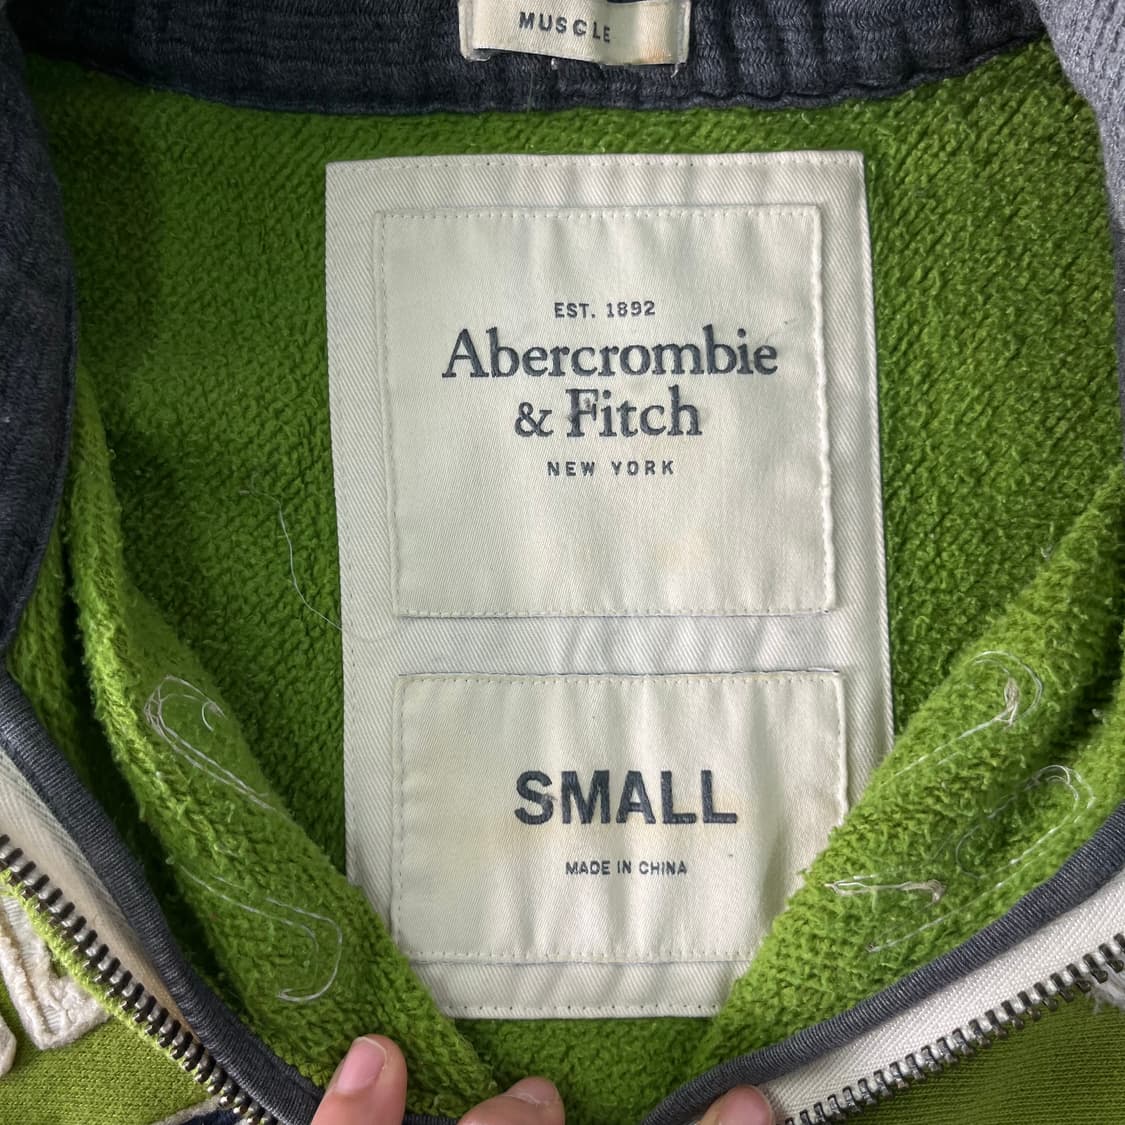 MUSCLE
EST. 1892
Abercrombie
& Fitch
NEW YORK
SMALL
MADE IN CHINA